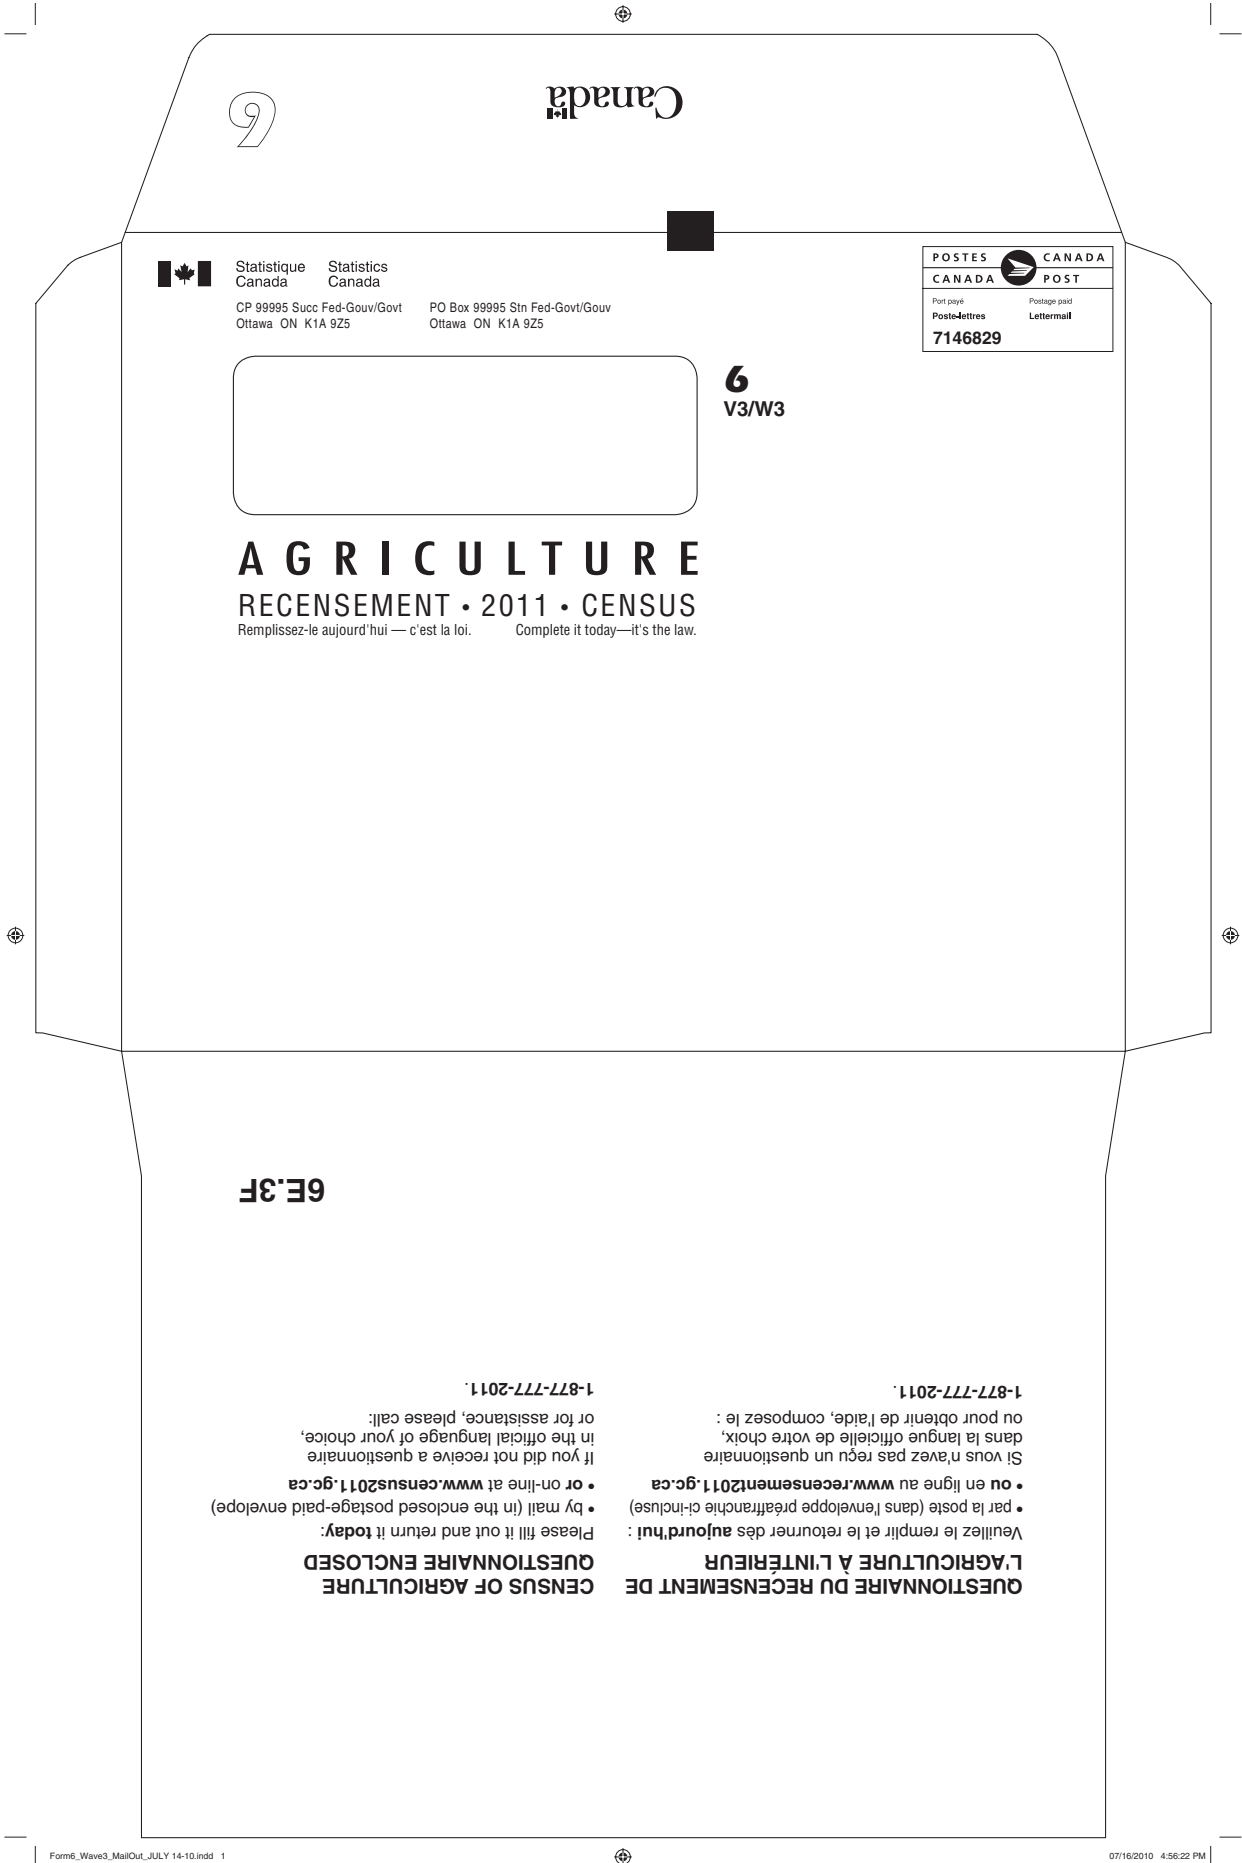 Canada
6
Statistique Canada
Statistics Canada
CP 99995 Succ Fed-Gouv/Govt
Ottawa ON K1A 9Z5
PO Box 99995 Stn Fed-Govt/Gouv
Ottawa ON K1A 9Z5
POSTES CANADA
CANADA POST
Port payé Postage paid
Poste-lettres Lettermail
7146829
6
V3/W3
AGRICULTURE
RECENSEMENT • 2011 • CENSUS
Remplissez-le aujourd'hui — c'est la loi. Complete it today—it's the law.
QUESTIONNAIRE DU RECENSEMENT DE
L'AGRICULTURE À L'INTÉRIEUR
Veuillez le remplir et le retourner dès aujourd'hui :
• par la poste (dans l'enveloppe préaffranchie ci-incluse)
• ou en ligne au www.recensement2011.gc.ca
Si vous n'avez pas reçu un questionnaire
dans la langue officielle de votre choix,
ou pour obtenir de l'aide, composez le :
1-877-777-2011.
CENSUS OF AGRICULTURE
QUESTIONNAIRE ENCLOSED
Please fill it out and return it today:
• by mail (in the enclosed postage-paid envelope)
• or on-line at www.census2011.gc.ca
If you did not receive a questionnaire
in the official language of your choice,
or for assistance, please call:
1-877-777-2011.
6E.3F
Form6_Wave3_MailOut_JULY 14-10.indd 1
07/16/2010 4:56:22 PM